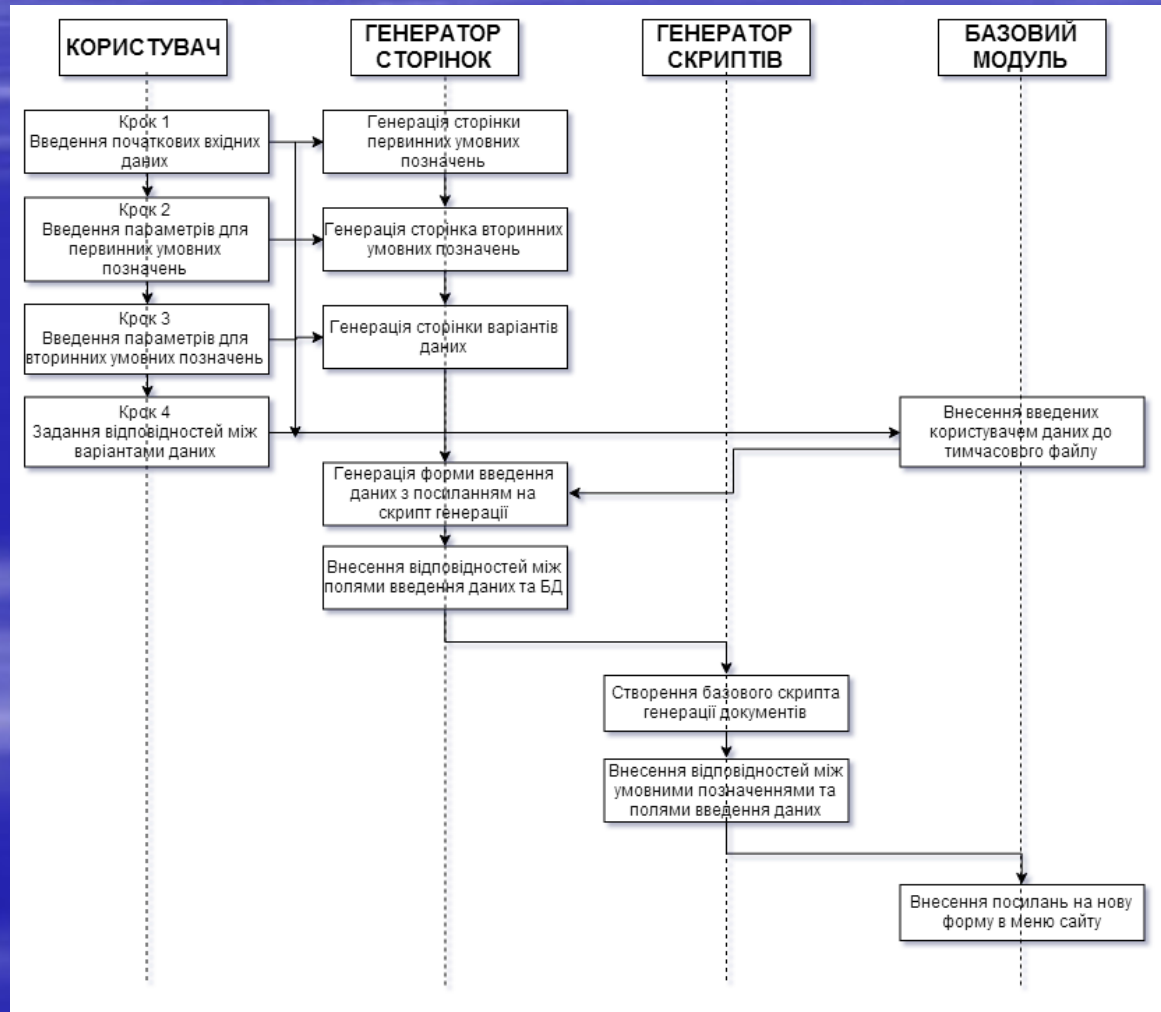 КОРИСТУВАЧ
ГЕНЕРАТОР
СТОРІНОК
ГЕНЕРАТОР
СКРИПТІВ
БАЗОВИЙ
МОДУЛЬ
Крок 1
Введення початкових вхідних
даних
Генерація сторінки
первинних умовних
позначень
Крок 2
Введення параметрів для
первинних умовних
позначень
Генерація сторінка вторинних
умовних позначень
Крок 3
Введення параметрів для
вторинних умовних позначень
Генерація сторінки варіантів
даних
Крок 4
Задання відповідностей між
варіантами даних
Внесення введених
користувачем даних до
тимчасового файлу
Генерація форми введення
даних з посиланням на
скрипт генерації
Внесення відповідностей між
полями введення даних та БД
Створення базового скрипта
генерації документів
Внесення відповідностей між
умовними позначеннями та
полями введення даних
Внесення посилань на нову
форму в меню сайту